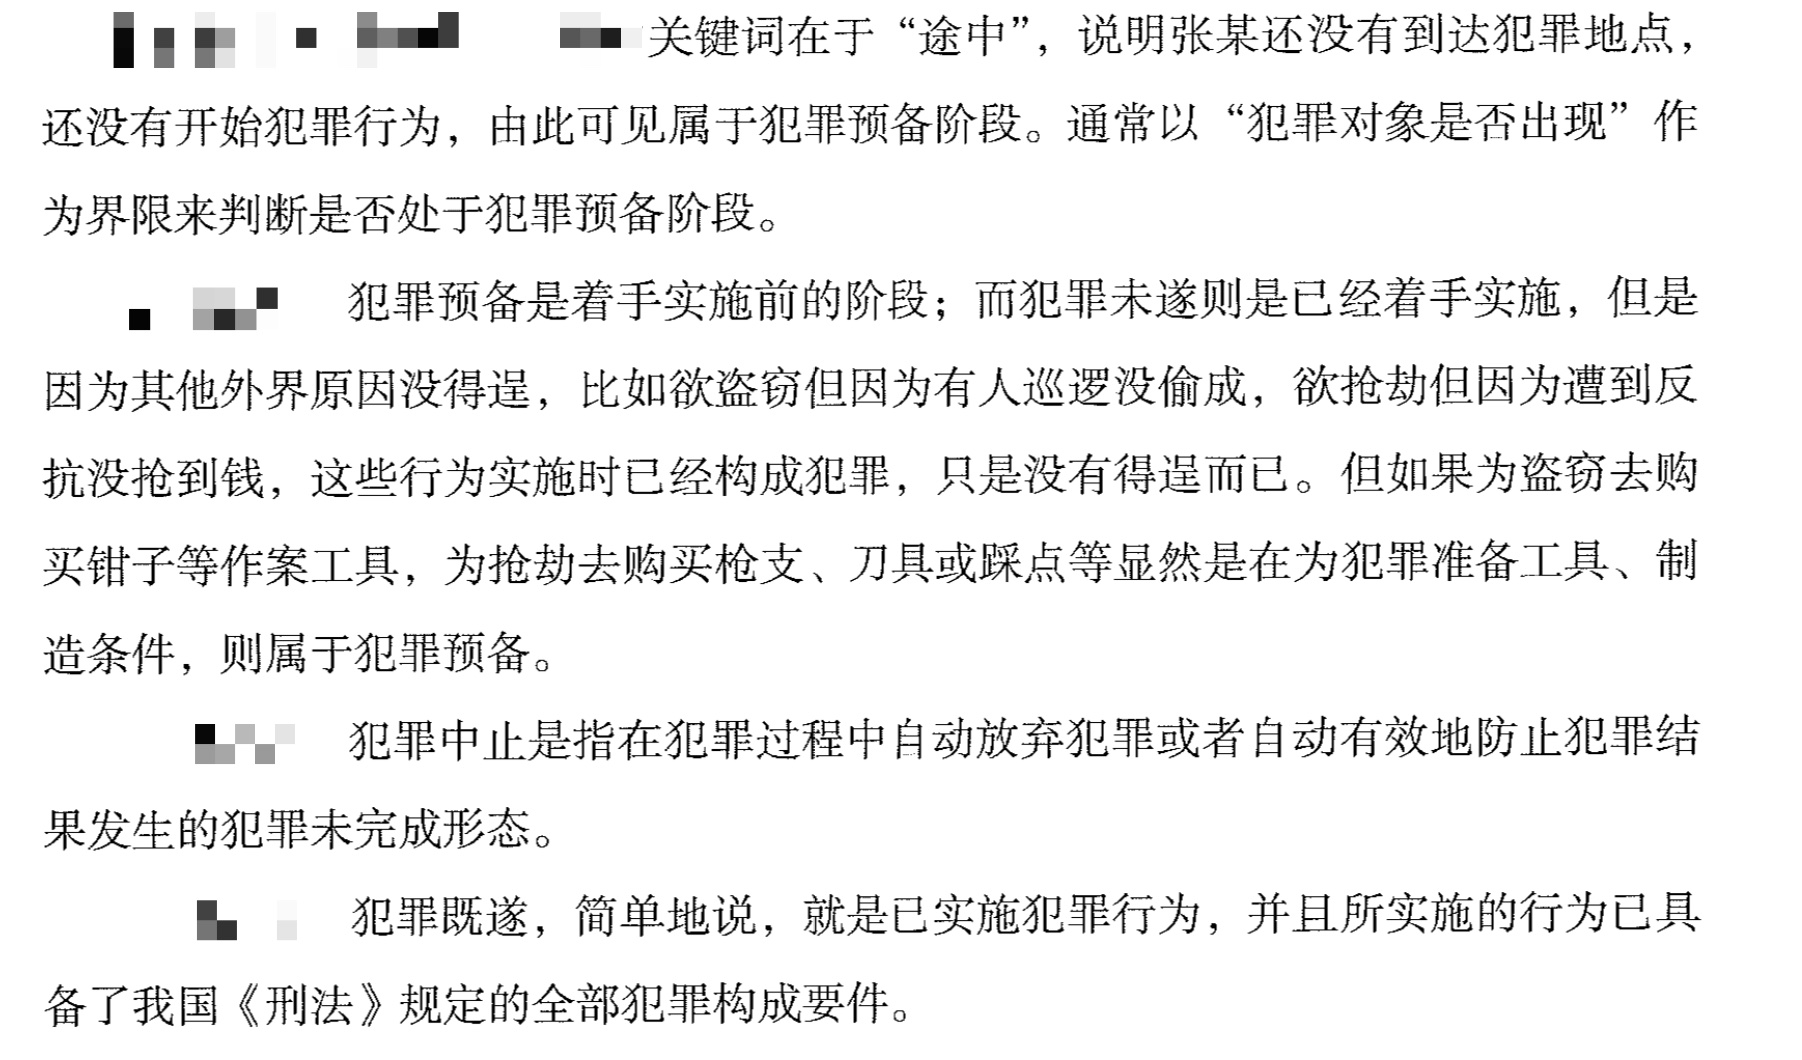 关键词在于“途中”，说明张某还没有到达犯罪地点，
还没有开始犯罪行为，由此可见属于犯罪预备阶段。通常以“犯罪对象是否出现”作
为界限来判断是否处于犯罪预备阶段。
犯罪预备是着手实施前的阶段；而犯罪未遂则是已经着手实施，但是
因为其他外界原因没得逞，比如欲盗窃但因为有人巡逻没偷成，欲抢劫但因为遭到反
抗没抢到钱，这些行为实施时已经构成犯罪，只是没有得逞而已。但如果为盗窃去购
买钳子等作案工具，为抢劫去购买枪支、刀具或踩点等显然是在为犯罪准备工具、制
造条件，则属于犯罪预备。
犯罪中止是指在犯罪过程中自动放弃犯罪或者自动有效地防止犯罪结
果发生的犯罪未完成形态。
犯罪既遂，简单地说，就是已实施犯罪行为，并且所实施的行为已具
备了我国《刑法》规定的全部犯罪构成要件。